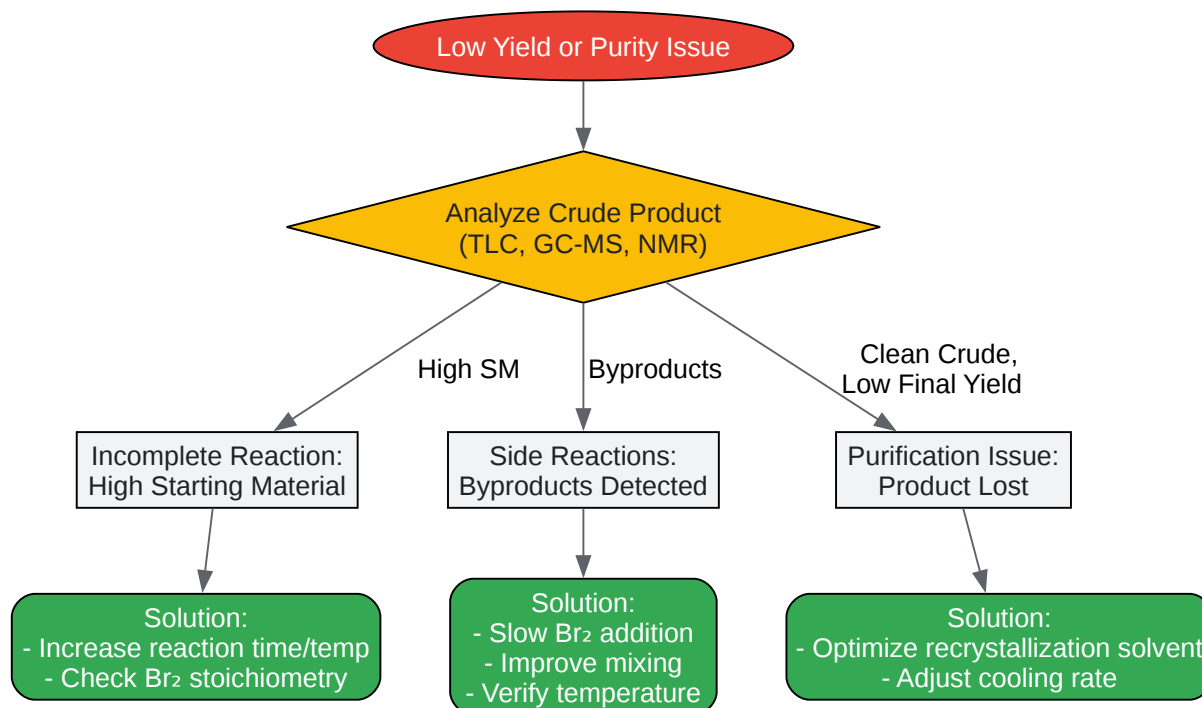 Low Yield or Purity Issue
Analyze Crude Product
(TLC, GC-MS, NMR)
High SM
Byproducts
Clean Crude,
Low Final Yield
Incomplete Reaction:
High Starting Material
Side Reactions:
Byproducts Detected
Purification Issue:
Product Lost
Solution:
- Increase reaction time/temp
- Check Br₂ stoichiometry
Solution:
- Slow Br₂ addition
- Improve mixing
- Verify temperature
Solution:
- Optimize recrystallization solvent
- Adjust cooling rate